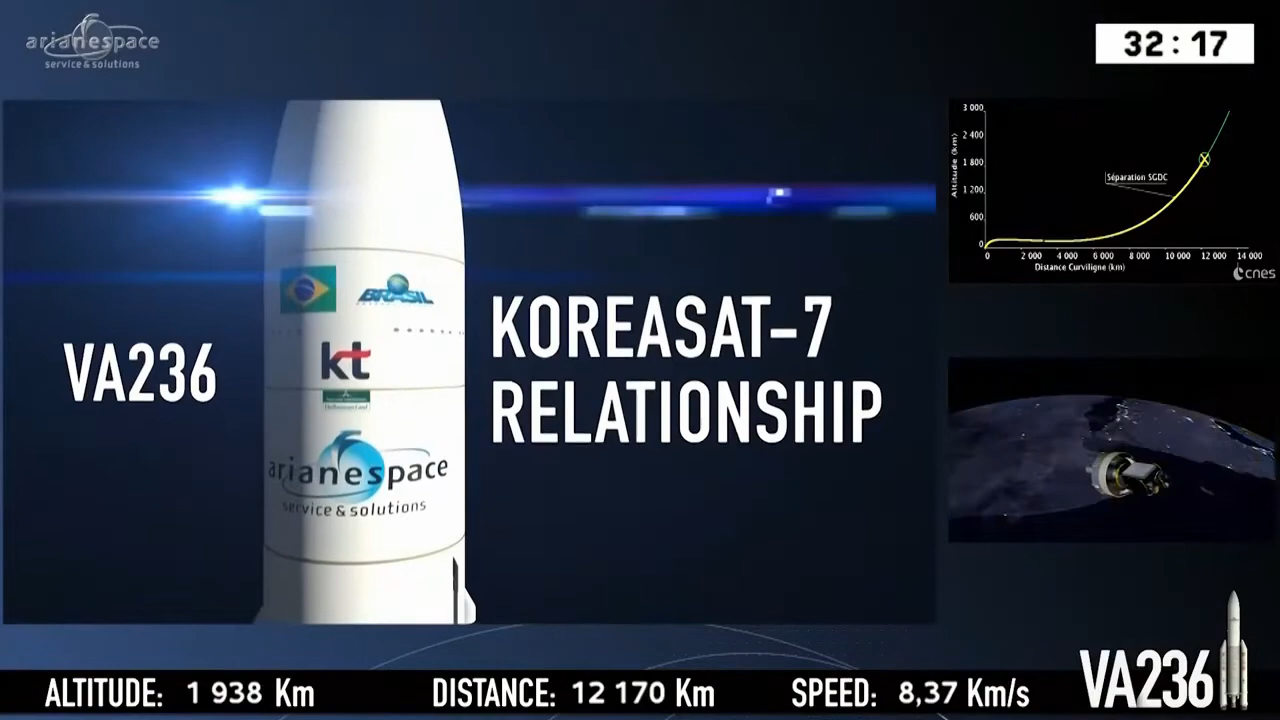 arianespace
service & solutions
32 : 17
3 000
2 400
1 800
1 200
600
0
Altitude (km)
Séparation SGDC
0 2 000 4 000 6 000 8 000 10 000 12 000 14 000
Distance Curviligne (km)
cnes
VA236
BRASIL
kt
arianespace
service & solutions
KOREASAT-7
RELATIONSHIP
VA236
ALTITUDE: 1 938 Km DISTANCE: 12 170 Km SPEED: 8,37 Km/s